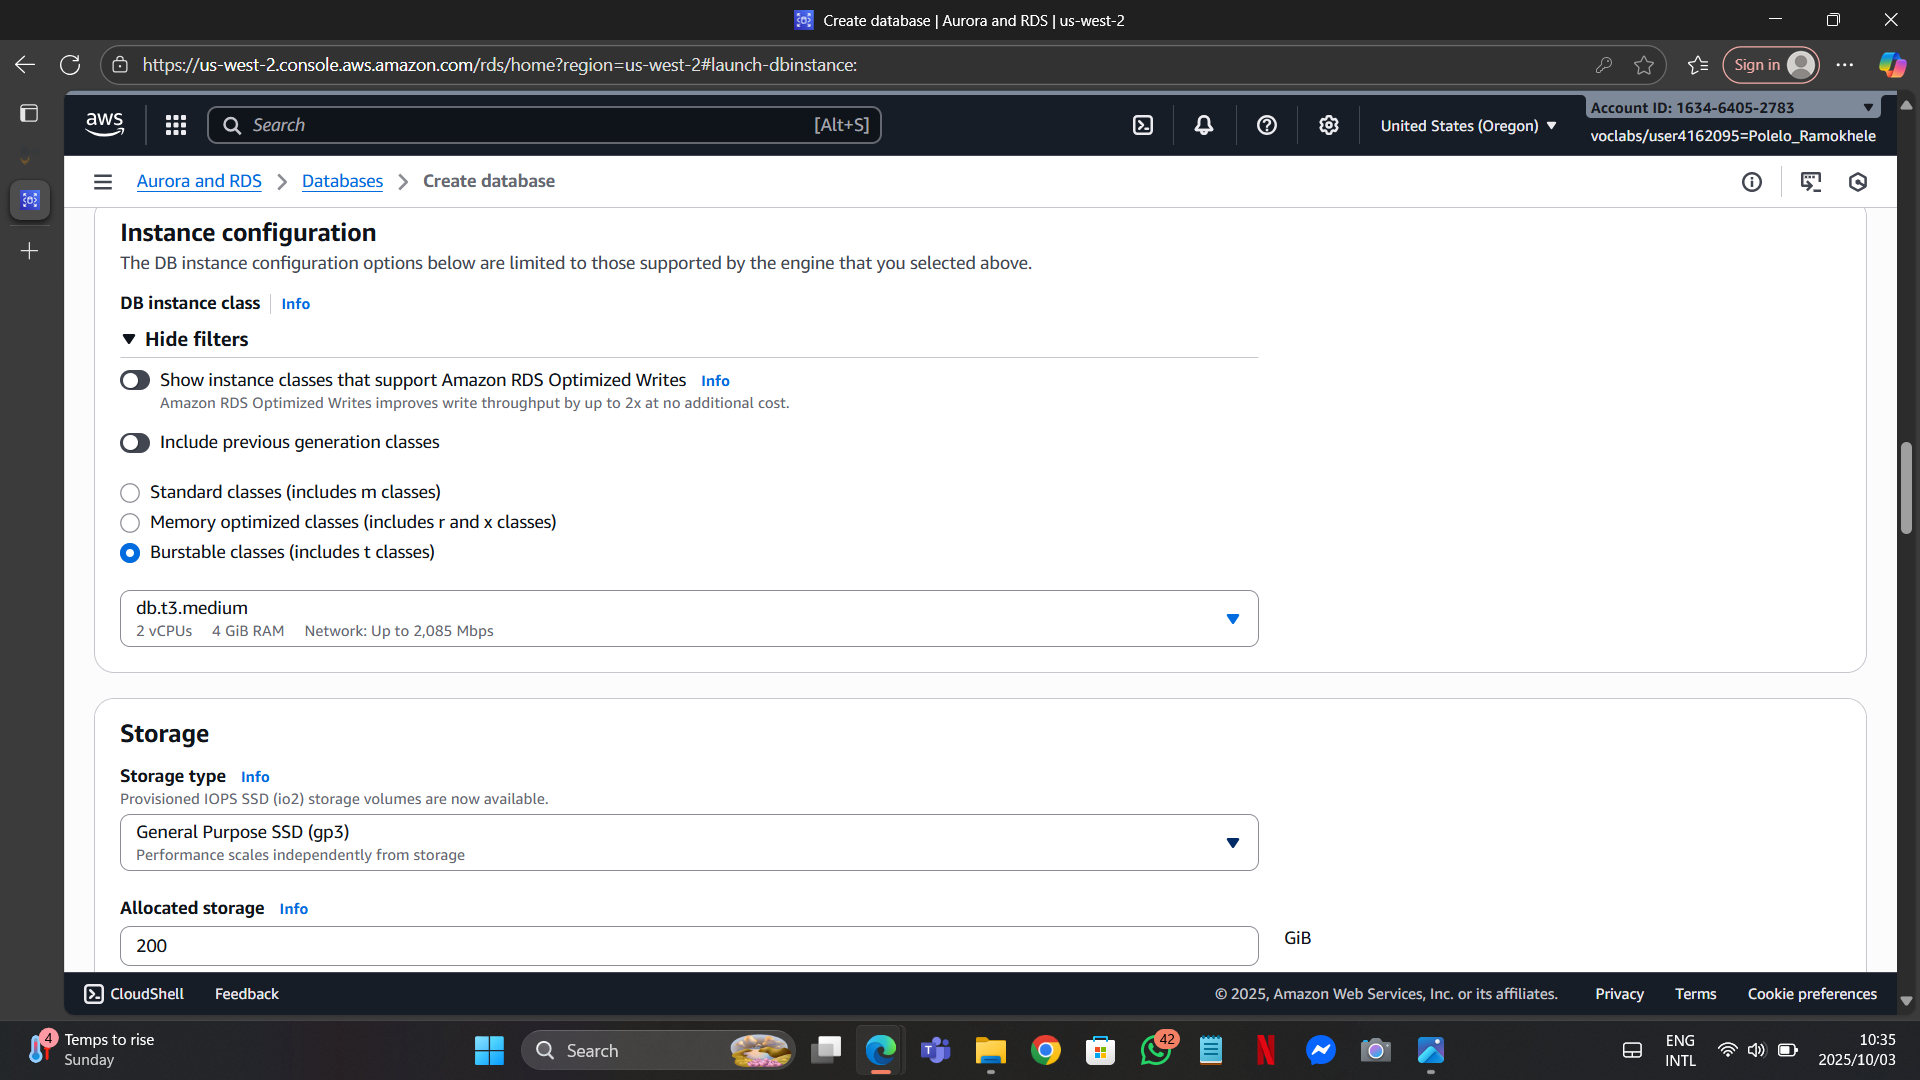 Create database | Aurora and RDS | us-west-2
https://us-west-2.console.aws.amazon.com/rds/home?region=us-west-2#launch-dbinstance:
Sign in
aws
Search
[Alt+S]
United States (Oregon)
Account ID: 1634-6405-2783
voclabs/user4162095=Polelo_Ramokhele
Aurora and RDS
Databases
Create database
Instance configuration
The DB instance configuration options below are limited to those supported by the engine that you selected above.
DB instance class
Info
Hide filters
Show instance classes that support Amazon RDS Optimized Writes
Info
Amazon RDS Optimized Writes improves write throughput by up to 2x at no additional cost.
Include previous generation classes
Standard classes (includes m classes)
Memory optimized classes (includes r and x classes)
Burstable classes (includes t classes)
db.t3.medium
2 vCPUs 4 GiB RAM Network: Up to 2,085 Mbps
Storage
Storage type
Info
Provisioned IOPS SSD (io2) storage volumes are now available.
General Purpose SSD (gp3)
Performance scales independently from storage
Allocated storage
Info
200
GiB
CloudShell
Feedback
© 2025, Amazon Web Services, Inc. or its affiliates.
Privacy
Terms
Cookie preferences
4
Temps to rise
Sunday
Search
T
42
N
ENG
INTL
10:35
2025/10/03